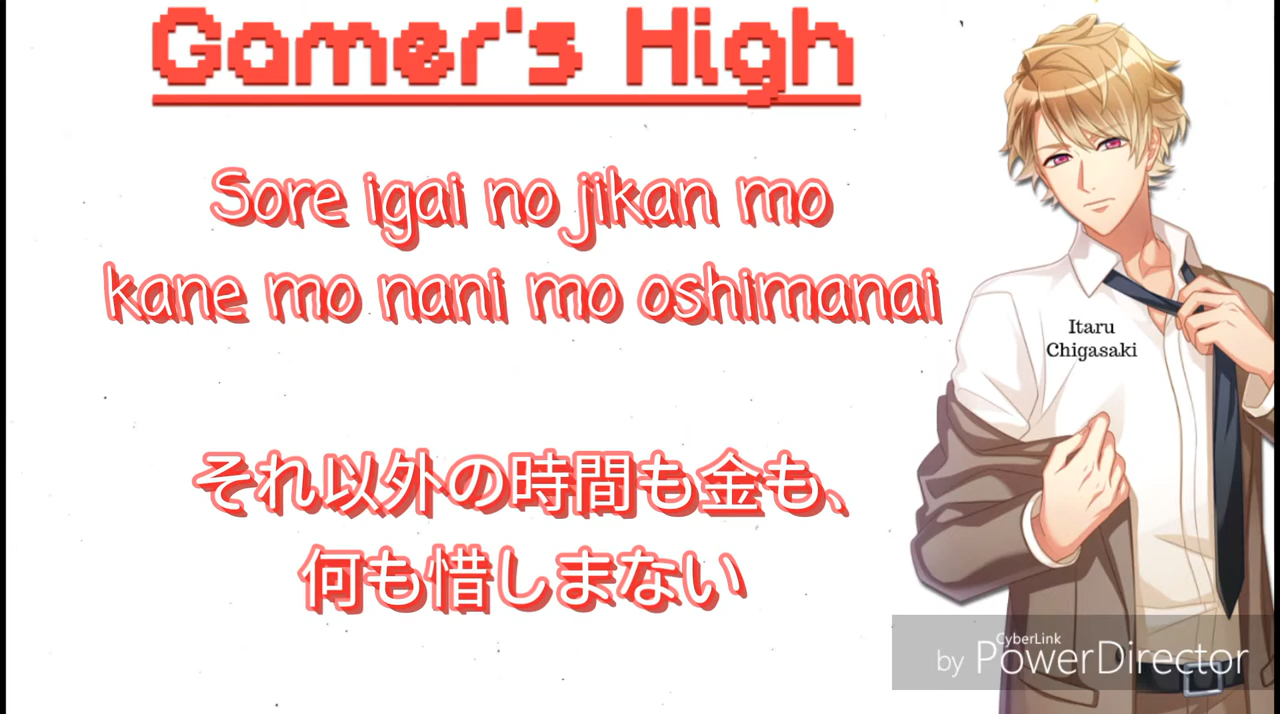 Gamer's High
Sore igai no jikan mo
kane mo nani mo oshimanai
Itaru
Chigasaki
それ以外の時間も金も、
何も惜しまない
CyberLink
by PowerDirector